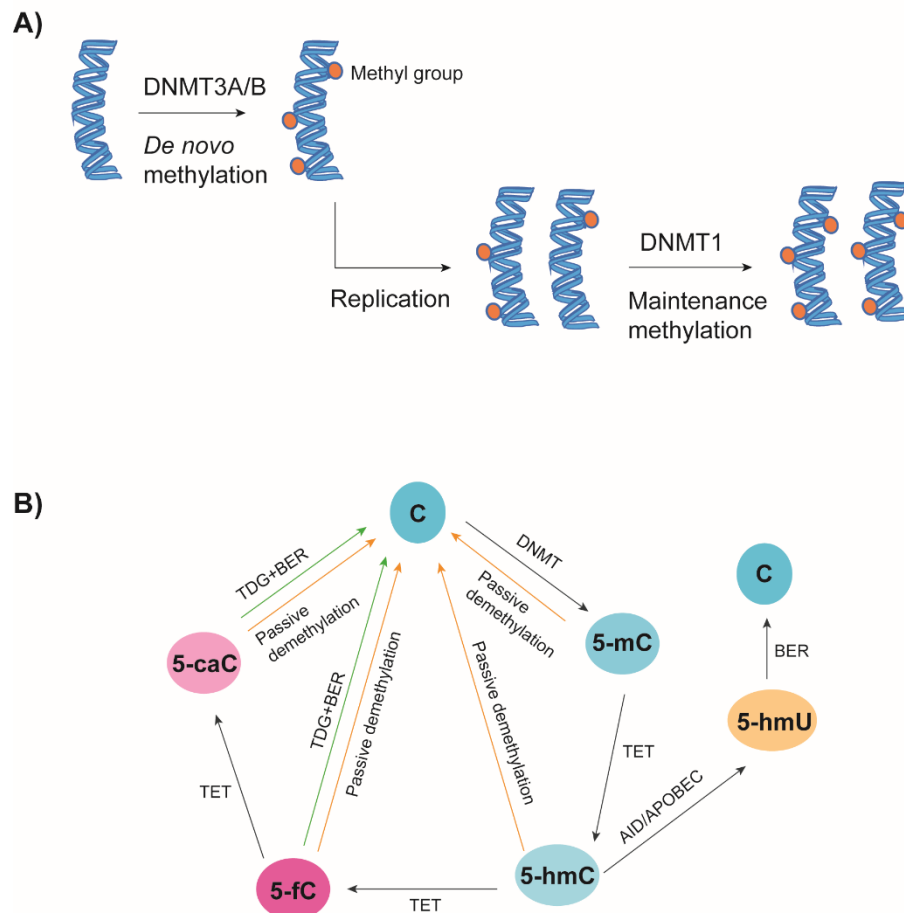 A)
DNMT3A/B
De novo
methylation
Methyl group
Replication
DNMT1
Maintenance
methylation
B)
C
DNMT
TDG+BER
Passive
demethylation
Passive
demethylation
C
5-caC
5-mC
BER
5-hmU
TDG+BER
Passive demethylation
Passive demethylation
TET
TET
AID/APOBEC
5-fC
TET
5-hmC